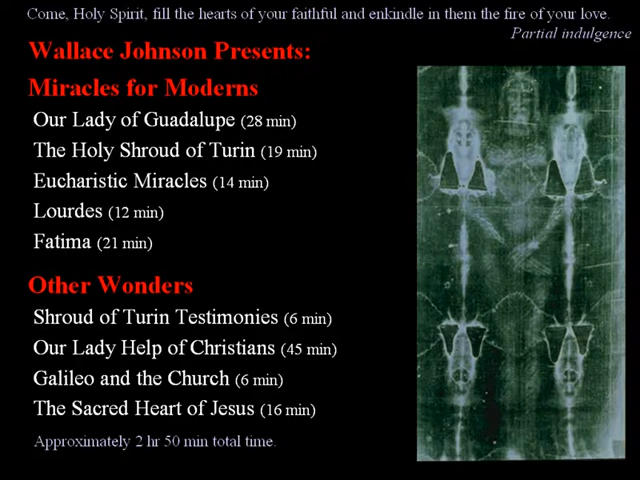 Come, Holy Spirit, fill the hearts of your faithful and enkindle in them the fire of your love.
Partial indulgence
Wallace Johnson Presents:
Miracles for Moderns
Our Lady of Guadalupe (28 min)
The Holy Shroud of Turin (19 min)
Eucharistic Miracles (14 min)
Lourdes (12 min)
Fatima (21 min)
Other Wonders
Shroud of Turin Testimonies (6 min)
Our Lady Help of Christians (45 min)
Galileo and the Church (6 min)
The Sacred Heart of Jesus (16 min)
Approximately 2 hr 50 min total time.